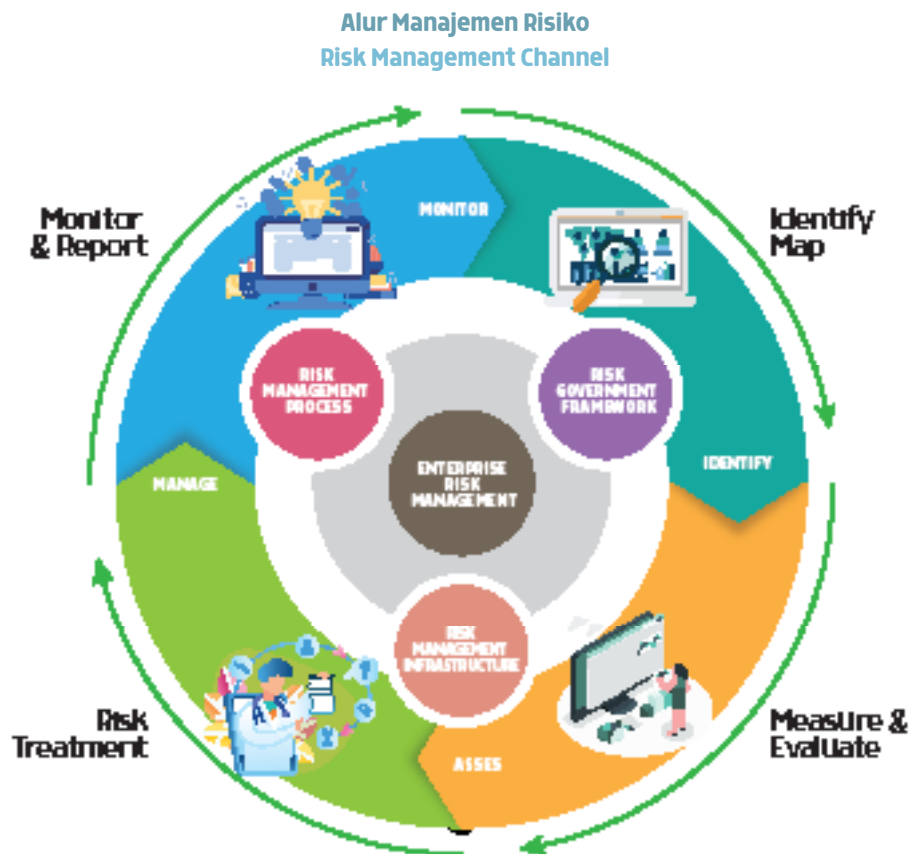 Alur Manajemen Risiko
Risk Management Channel
Monitor
& Report
MONITOR
Identify
Map
RISK
MANAGEMENT
PROCESS
RISK
GOVERNMENT
FRAMEWORK
IDENTIFY
MANAGE
ENTERPRISE
RISK
MANAGEMENT
RISK
MANAGEMENT
INFRASTRUCTURE
Risk
Treatment
Measure &
Evaluate
ASSES